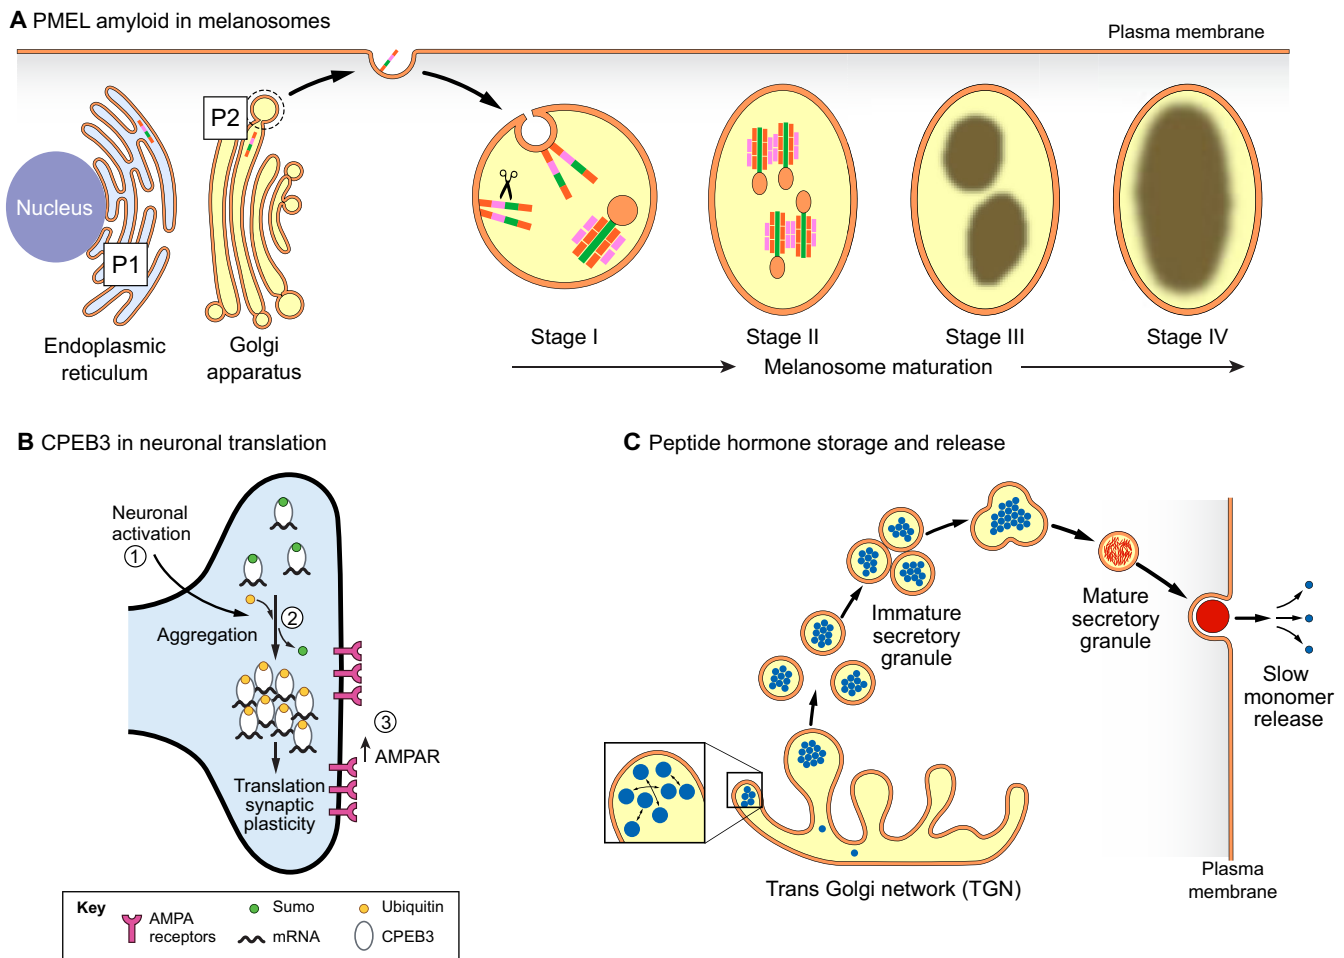 A PMEL amyloid in melanosomes
Plasma membrane
P2
Nucleus
P1
Endoplasmic
reticulum
Golgi
apparatus
Stage I
Stage II
Stage III
Stage IV
Melanosome maturation
B CPEB3 in neuronal translation
Neuronal
activation
1
2
Aggregation
3
AMPAR
Translation
synaptic
plasticity
Key
AMPA
receptors
Sumo
mRNA
Ubiquitin
CPEB3
C Peptide hormone storage and release
Immature
secretory
granule
Mature
secretory
granule
Slow
monomer
release
Plasma
membrane
Trans Golgi network (TGN)